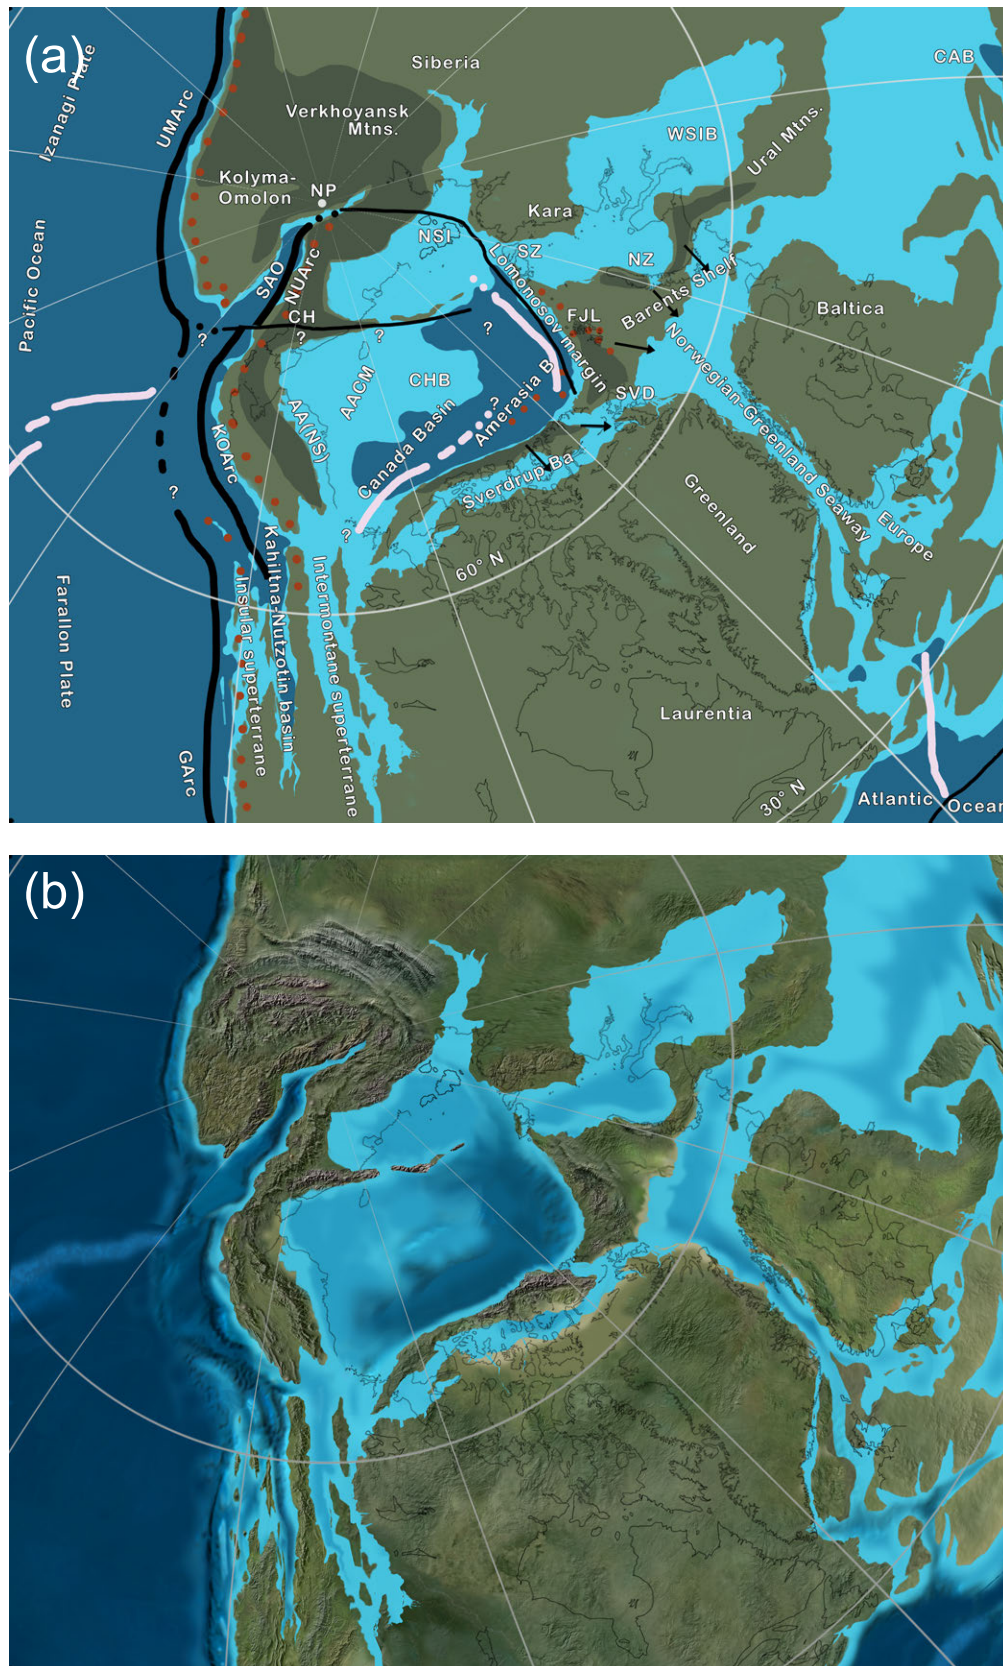 (a)
Izanagi Plate
UMArc
Siberia
CAB
Verkhoyansk
Mtns.
WSIB
Ural Mtns.
Kolyma-
Omolon
NP
Kara
Pacific Ocean
SAO
NUArc
NSI
SZ
NZ
Lomonosov margin
Barents Shelf
CH
FJL
Baltica
?
?
?
?
AACM
CHB
Amerasia B
SVD
Norwegian-Greenland Seaway
KOArc
AA(NS)
Canada Basin
?
Sverdrup Ba
Greenland
?
?
Europe
60° N
Farallon Plate
Insular superterrane
Kahiltna-Nutzotin basin
Intermontane superterrane
Laurentia
GArc
30° N
Atlantic Ocean
(b)